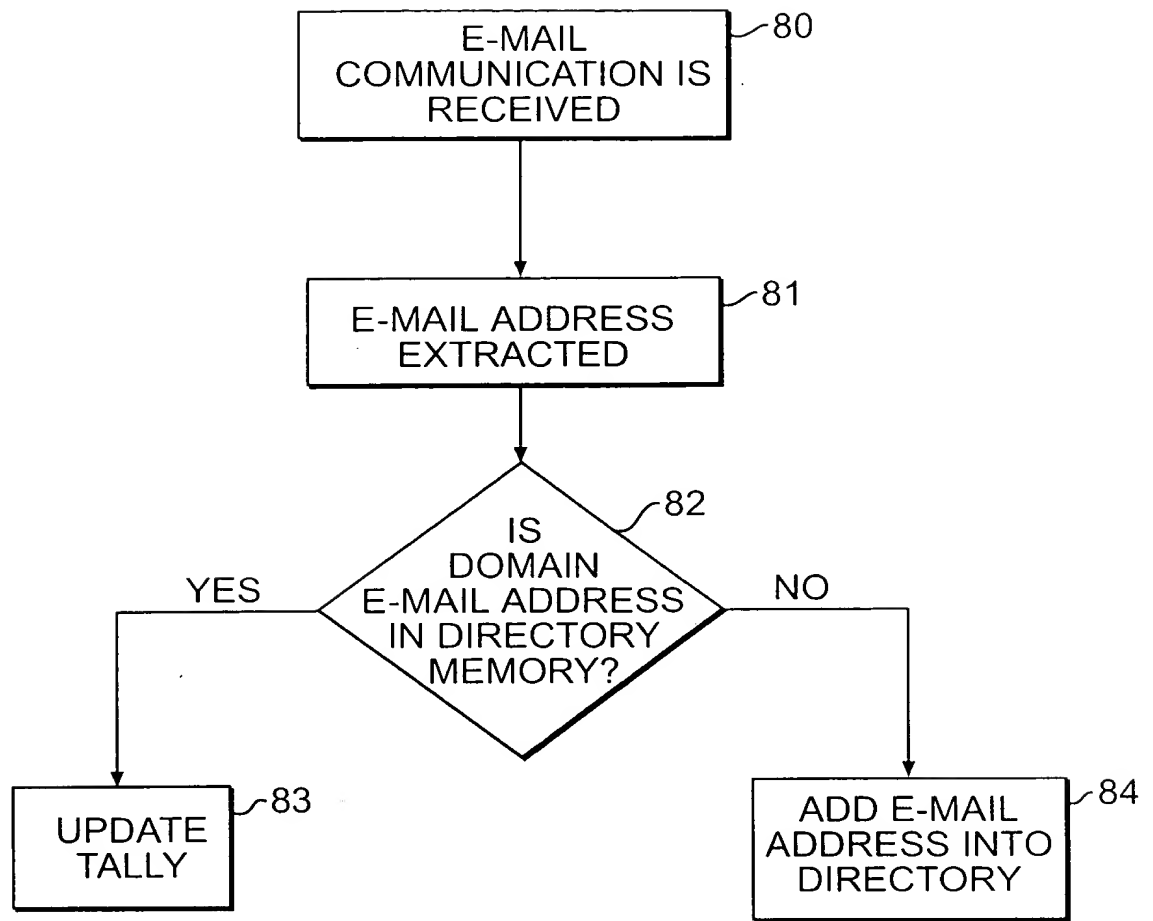 E-MAIL
COMMUNICATION IS
RECEIVED
80
E-MAIL ADDRESS
EXTRACTED
81
IS
DOMAIN
E-MAIL ADDRESS
IN DIRECTORY
MEMORY?
82
YES
NO
UPDATE
TALLY
83
ADD E-MAIL
ADDRESS INTO
DIRECTORY
84